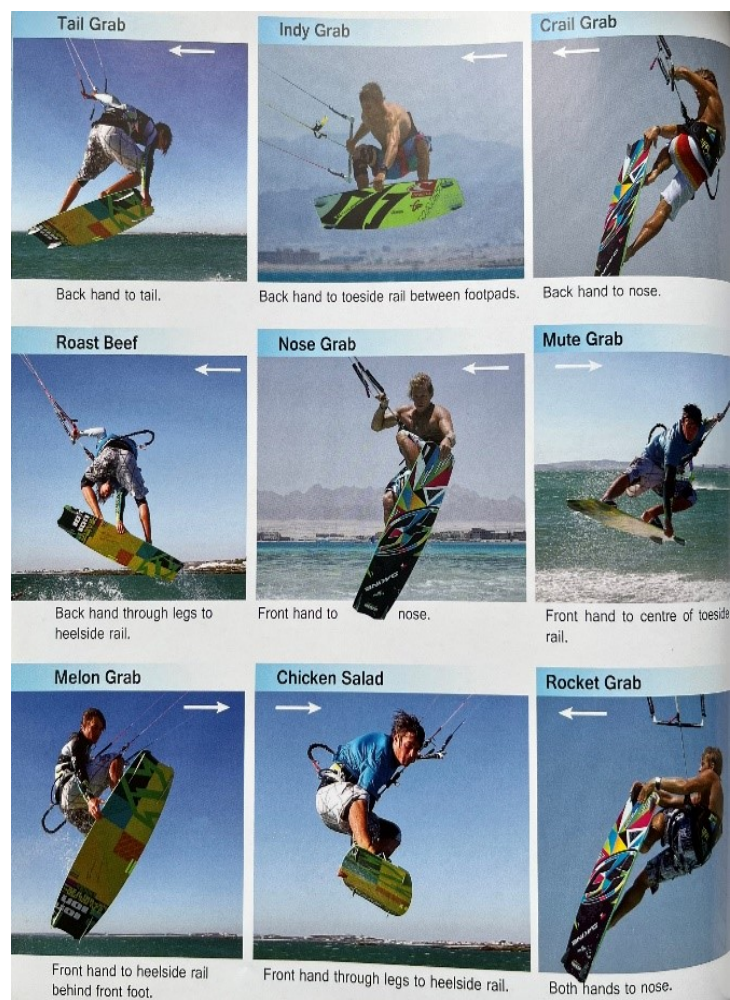 Tail Grab
Indy Grab
Crail Grab
Back hand to tail.
Back hand to toeside rail between footpads.
Back hand to nose.
Roast Beef
Nose Grab
Mute Grab
Back hand through legs to
heelside rail.
Front hand to nose.
Front hand to centre of toeside
rail.
Melon Grab
Chicken Salad
Rocket Grab
Front hand to heelside rail
behind front foot.
Front hand through legs to heelside rail.
Both hands to nose.